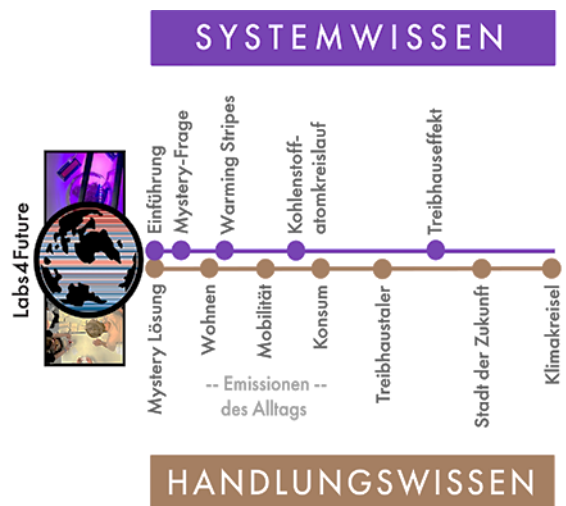 SYSTEMWISSEN
Labs4Future
Einführung
Mystery-Frage
Warming Stripes
Kohlenstoff-
atomkreislauf
Treibhauseffekt
Mystery Lösung
Wohnen
Mobilität
Konsum
Treibhaustaler
Stadt der Zukunft
Klimakreisel
-- Emissionen --
des Alltags
HANDLUNGSWISSEN